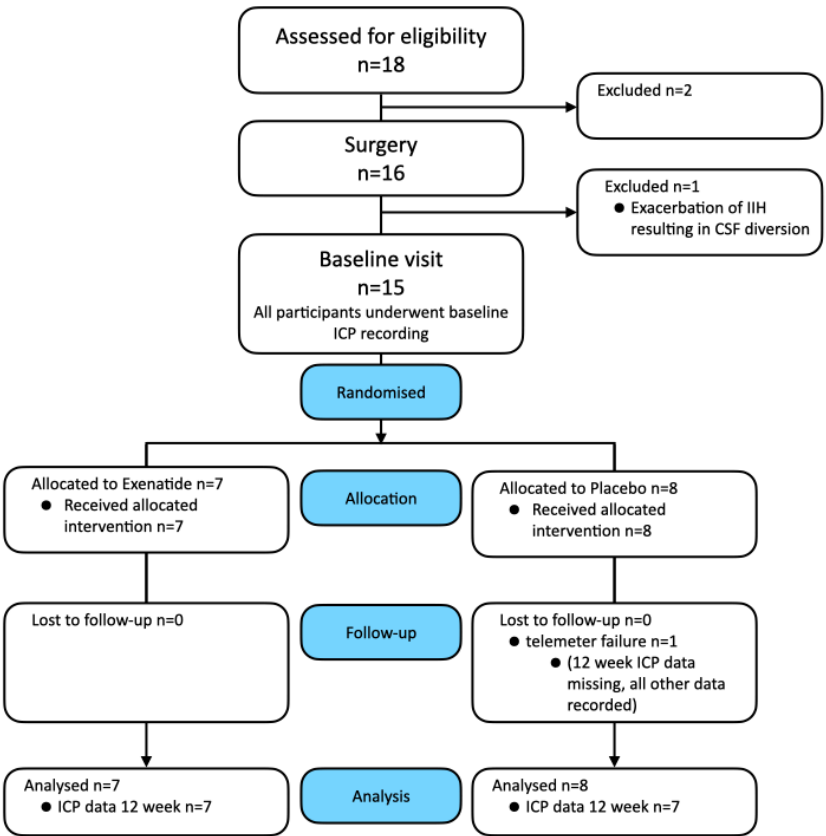 Assessed for eligibility
n=18
Excluded n=2
Surgery
n=16
Excluded n=1
● Exacerbation of IIH
resulting in CSF diversion
Baseline visit
n=15
All participants underwent baseline
ICP recording
Randomised
Allocated to Exenatide n=7
● Received allocated
intervention n=7
Allocation
Allocated to Placebo n=8
● Received allocated
intervention n=8
Lost to follow-up n=0
Follow-up
Lost to follow-up n=0
● telemeter failure n=1
● (12 week ICP data
missing, all other data
recorded)
Analysed n=7
● ICP data 12 week n=7
Analysis
Analysed n=8
● ICP data 12 week n=7